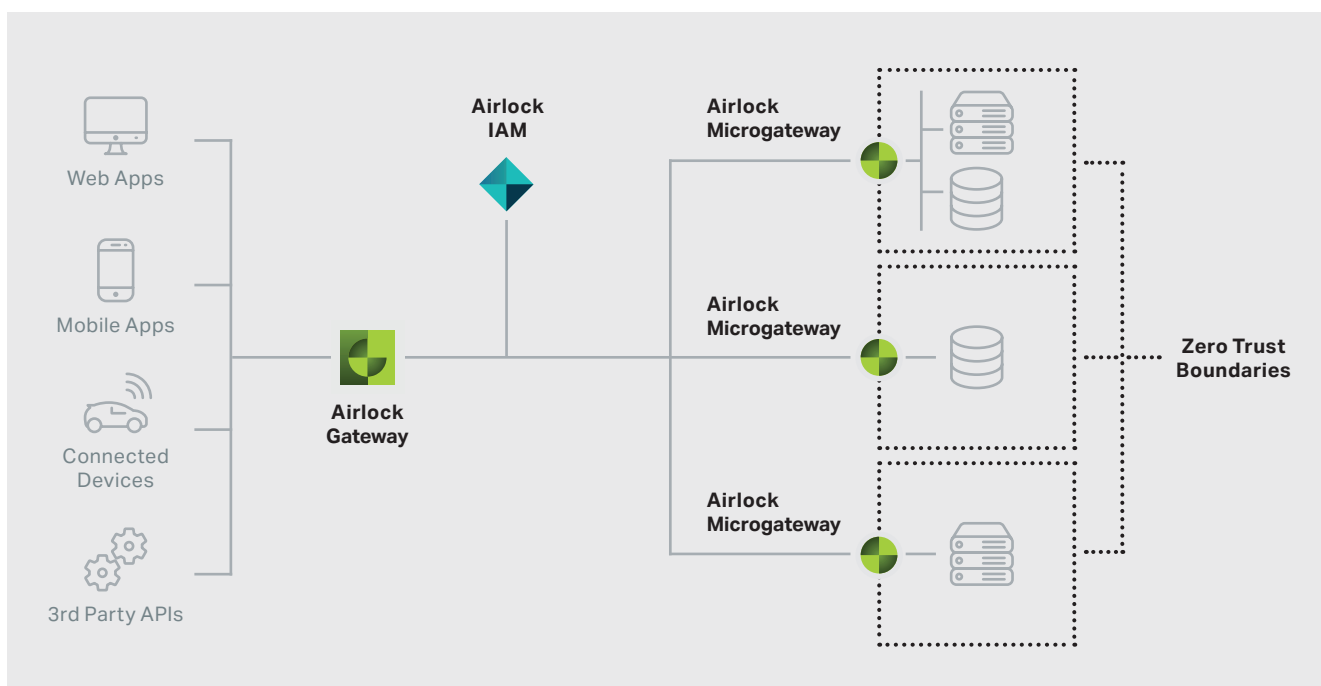 Web Apps
Mobile Apps
Connected
Devices
3rd Party APIs
Airlock
Gateway
Airlock
IAM
Airlock
Microgateway
Airlock
Microgateway
Airlock
Microgateway
Zero Trust
Boundaries